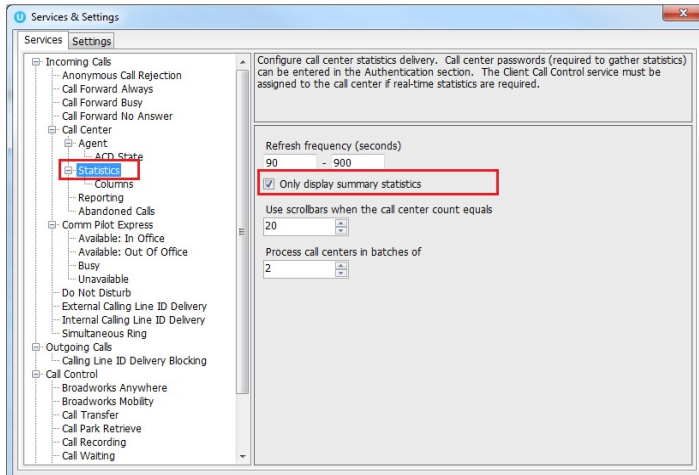 Services & Settings
Services Settings
Incoming Calls
Anonymous Call Rejection
Call Forward Always
Call Forward Busy
Call Forward No Answer
Call Center
Agent
ACD State
Statistics
Columns
Reporting
Abandoned Calls
Comm Pilot Express
Available: In Office
Available: Out Of Office
Busy
Unavailable
Do Not Disturb
External Calling Line ID Delivery
Internal Calling Line ID Delivery
Simultaneous Ring
Outgoing Calls
Calling Line ID Delivery Blocking
Call Control
Broadworks Anywhere
Broadworks Mobility
Call Transfer
Call Park Retrieve
Call Recording
Call Waiting
Configure call center statistics delivery. Call center passwords (required to gather statistics)
can be entered in the Authentication section. The Client Call Control service must be
assigned to the call center if real-time statistics are required.
Refresh frequency (seconds)
90 - 900
Only display summary statistics
Use scrollbars when the call center count equals
20
Process call centers in batches of
2